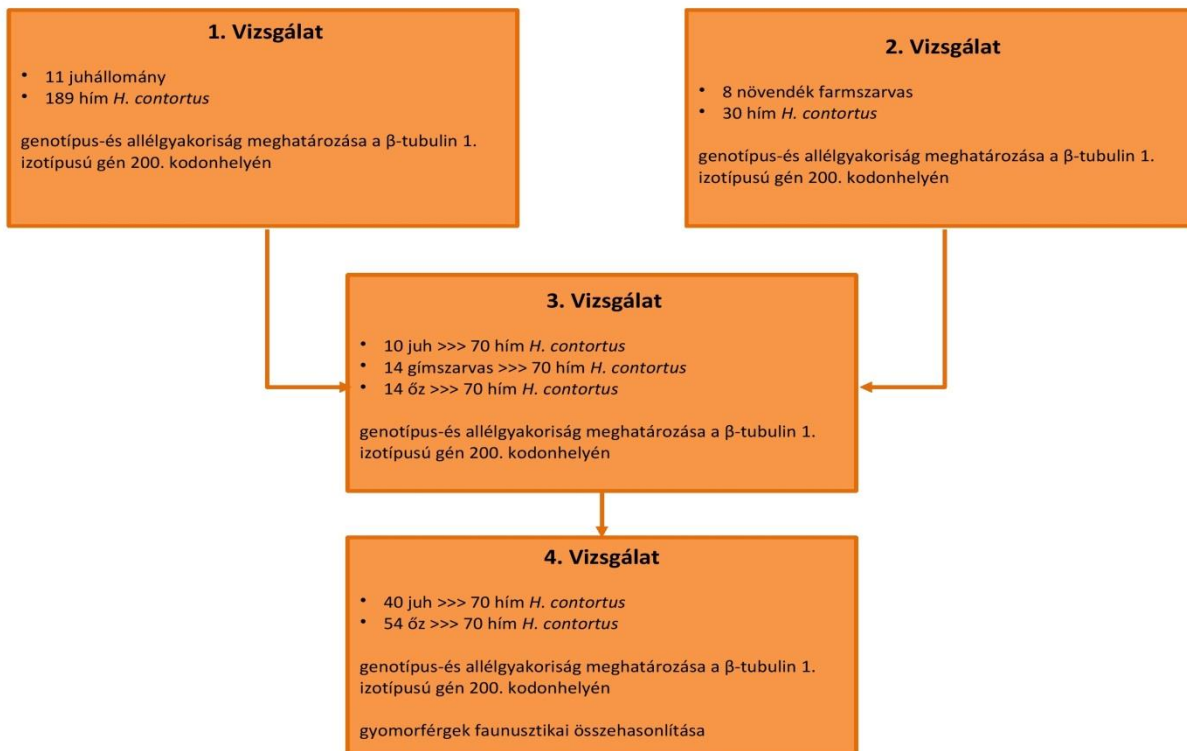 1. Vizsgálat
• 11 juhállomány
• 189 hím H. contortus
genotípus-és allélgyakoriság meghatározása a β-tubulin 1.
izotípusú gén 200. kodonhelyén
2. Vizsgálat
• 8 növendék farmszarvas
• 30 hím H. contortus
genotípus-és allélgyakoriság meghatározása a β-tubulin 1.
izotípusú gén 200. kodonhelyén
3. Vizsgálat
• 10 juh >>> 70 hím H. contortus
• 14 gímszarvas >>> 70 hím H. contortus
• 14 őz >>> 70 hím H. contortus
genotípus-és allélgyakoriság meghatározása a β-tubulin 1.
izotípusú gén 200. kodonhelyén
4. Vizsgálat
• 40 juh >>> 70 hím H. contortus
• 54 őz >>> 70 hím H. contortus
genotípus-és allélgyakoriság meghatározása a β-tubulin 1.
izotípusú gén 200. kodonhelyén
gyomorférgek faunusztikai összehasonlítása